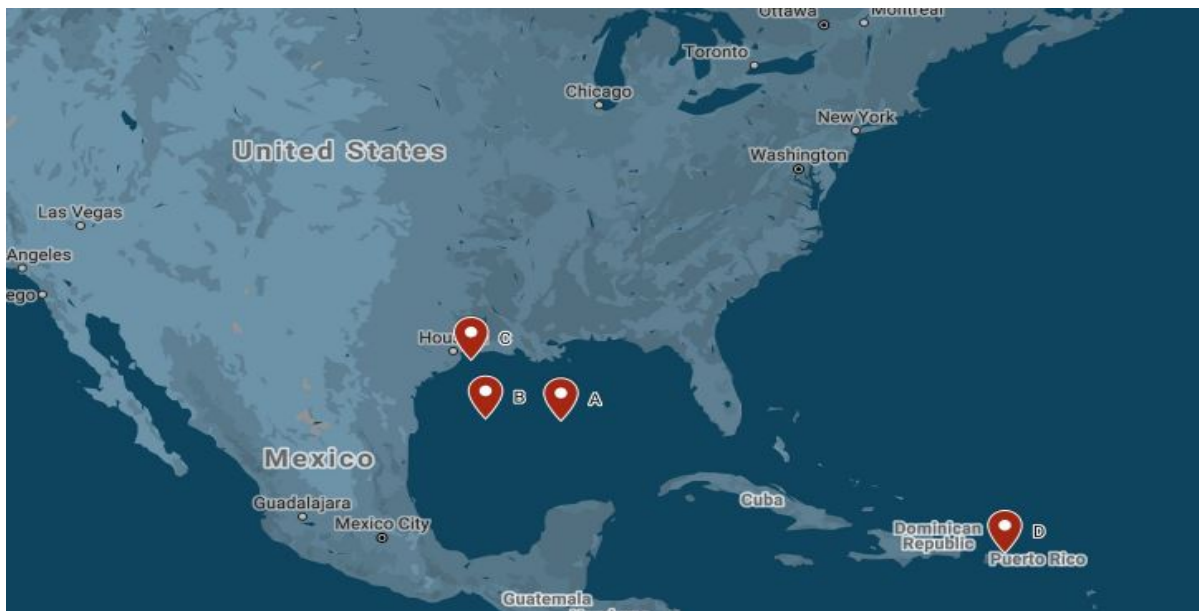 Ottawa
Montreal
Toronto
Chicago
New York
United States
Washington
Las Vegas
Angeles
ego
Hou
C
B
A
Mexico
Guadalajara
Mexico City
Cuba
Dominican
Republic
D
Puerto Rico
Guatemala